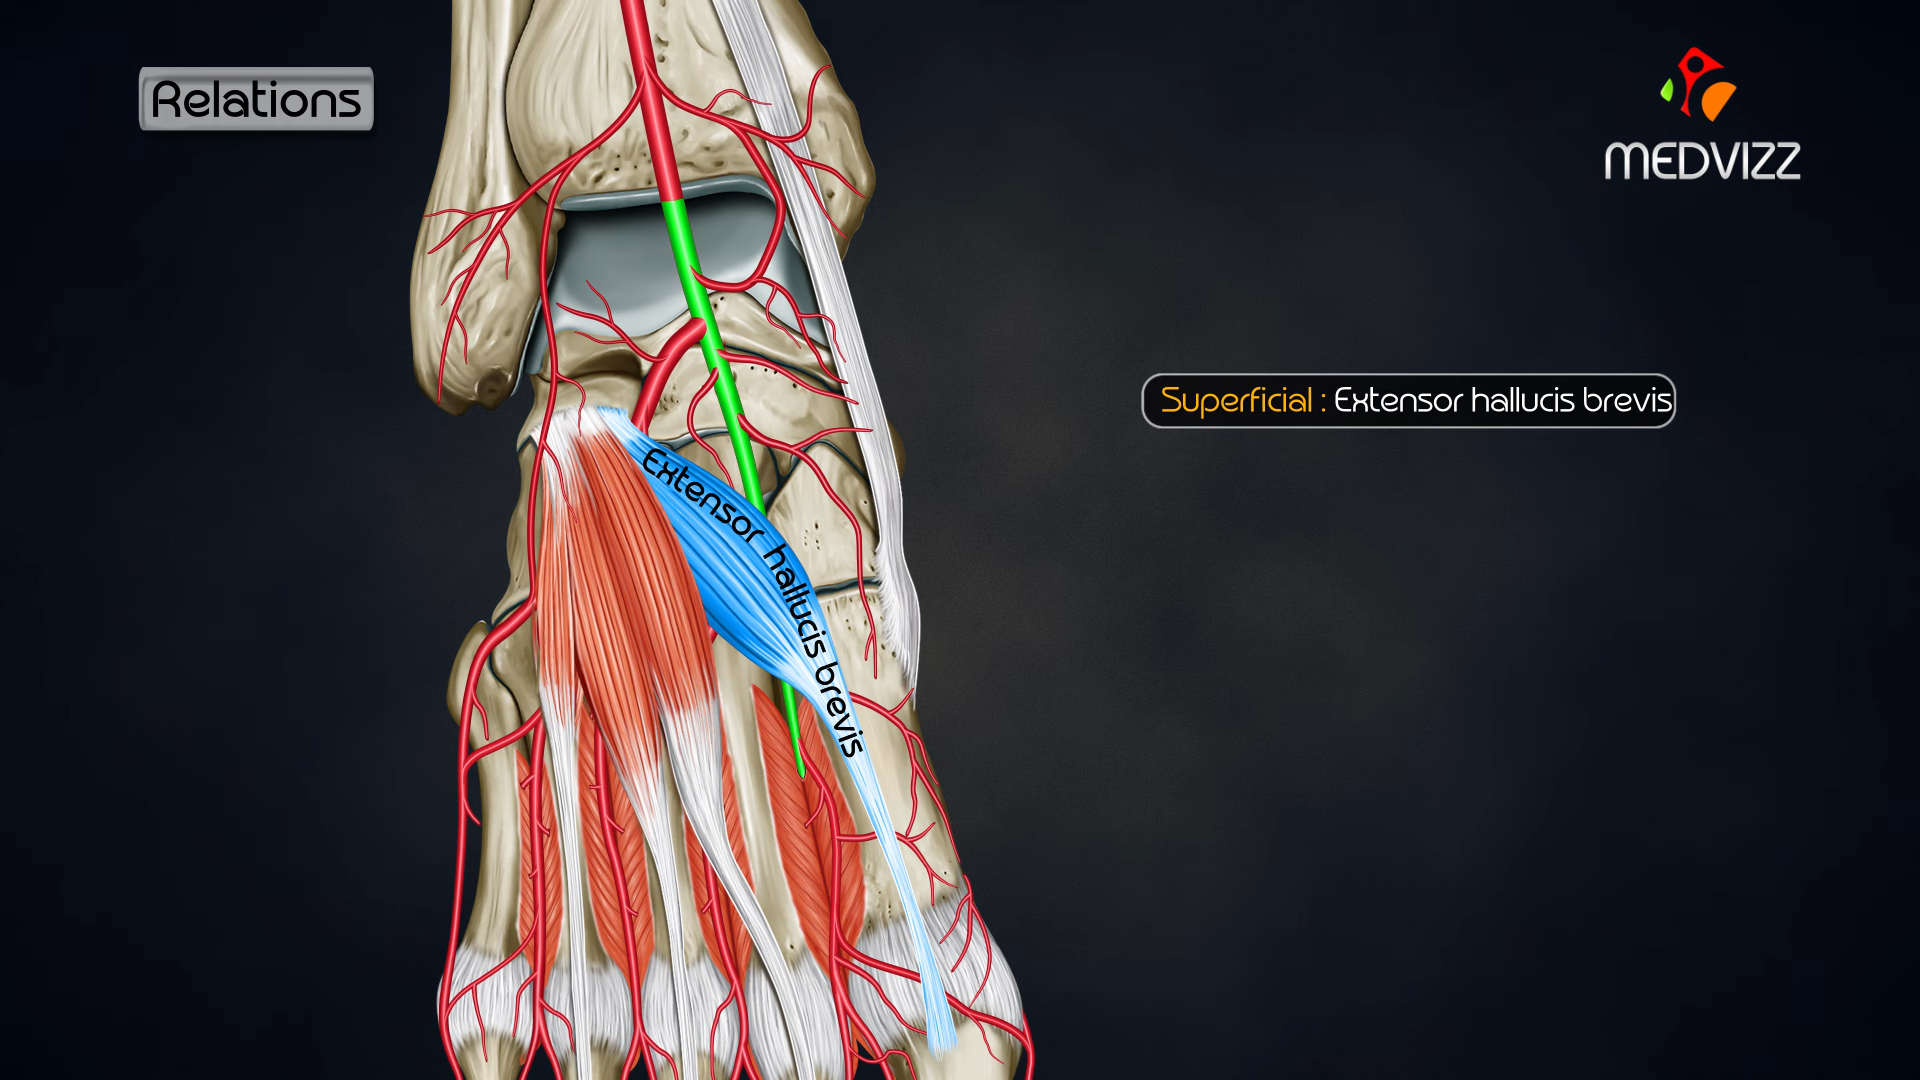 Relations
MEDVIZZ
Superficial : Extensor hallucis brevis
Extensor hallucis brevis